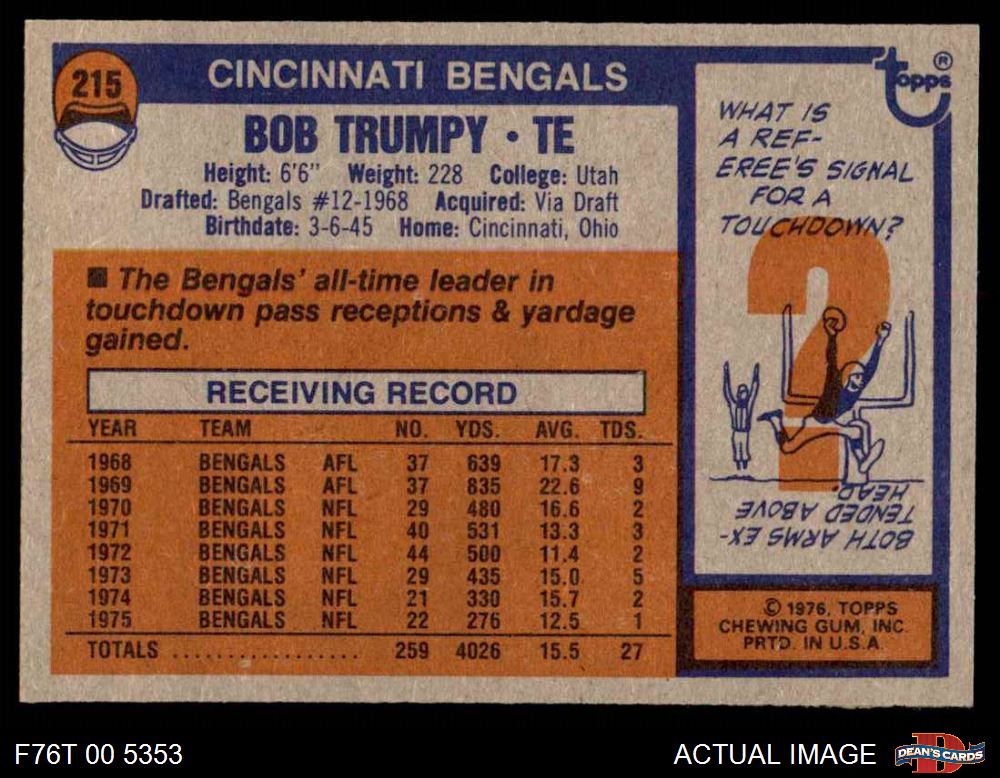 215
CINCINNATI BENGALS
BOB TRUMPY • TE
Height: 6'6" Weight: 228 College: Utah
Drafted: Bengals #12-1968 Acquired: Via Draft
Birthdate: 3-6-45 Home: Cincinnati, Ohio
■ The Bengals' all-time leader in
touchdown pass receptions & yardage
gained.
RECEIVING RECORD
YEAR TEAM NO. YDS. AVG. TDS.
1968 BENGALS AFL 37 639 17.3 3
1969 BENGALS AFL 37 835 22.6 9
1970 BENGALS NFL 29 480 16.6 2
1971 BENGALS NFL 40 531 13.3 3
1972 BENGALS NFL 44 500 11.4 2
1973 BENGALS NFL 29 435 15.0 5
1974 BENGALS NFL 21 330 15.7 2
1975 BENGALS NFL 22 276 12.5 1
TOTALS .................. 259 4026 15.5 27
topps ®
WHAT IS
A REF-
EREE'S SIGNAL
FOR A
TOUCHDOWN?
BOTH ARMS EX-
TENDED ABOVE
HEAD.
© 1976, TOPPS
CHEWING GUM, INC.
PRTD. IN U.S.A.
F76T 00 5353
ACTUAL IMAGE
D
DEAN'S CARDS